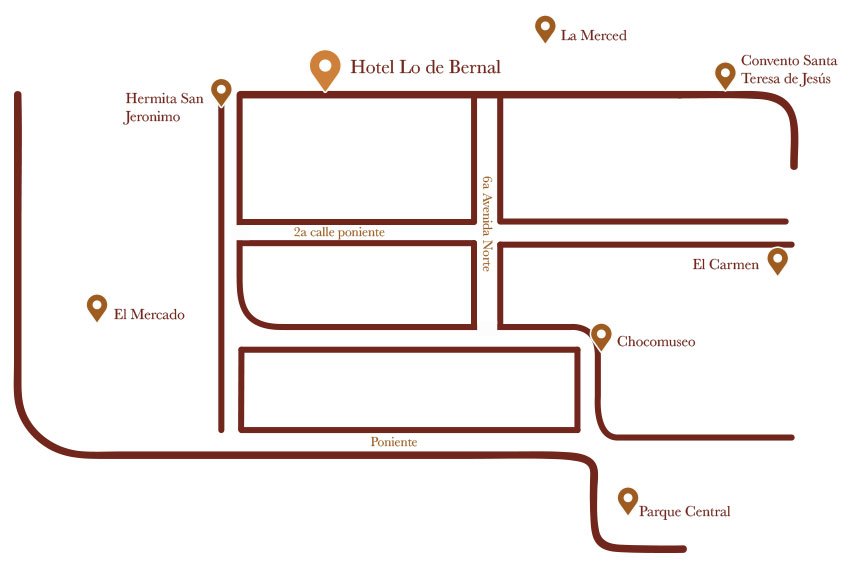 La Merced
Hotel Lo de Bernal
Convento Santa
Teresa de Jesús
Hermita San
Jeronimo
6a Avenida Norte
2a calle poniente
El Carmen
El Mercado
Chocomuseo
Poniente
Parque Central